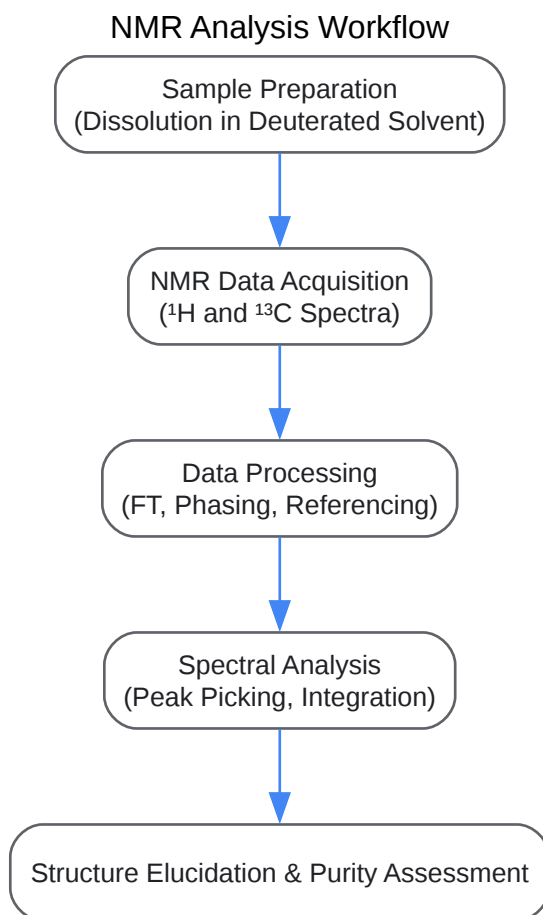 NMR Analysis Workflow
Sample Preparation
(Dissolution in Deuterated Solvent)
NMR Data Acquisition
(¹H and ¹³C Spectra)
Data Processing
(FT, Phasing, Referencing)
Spectral Analysis
(Peak Picking, Integration)
Structure Elucidation & Purity Assessment